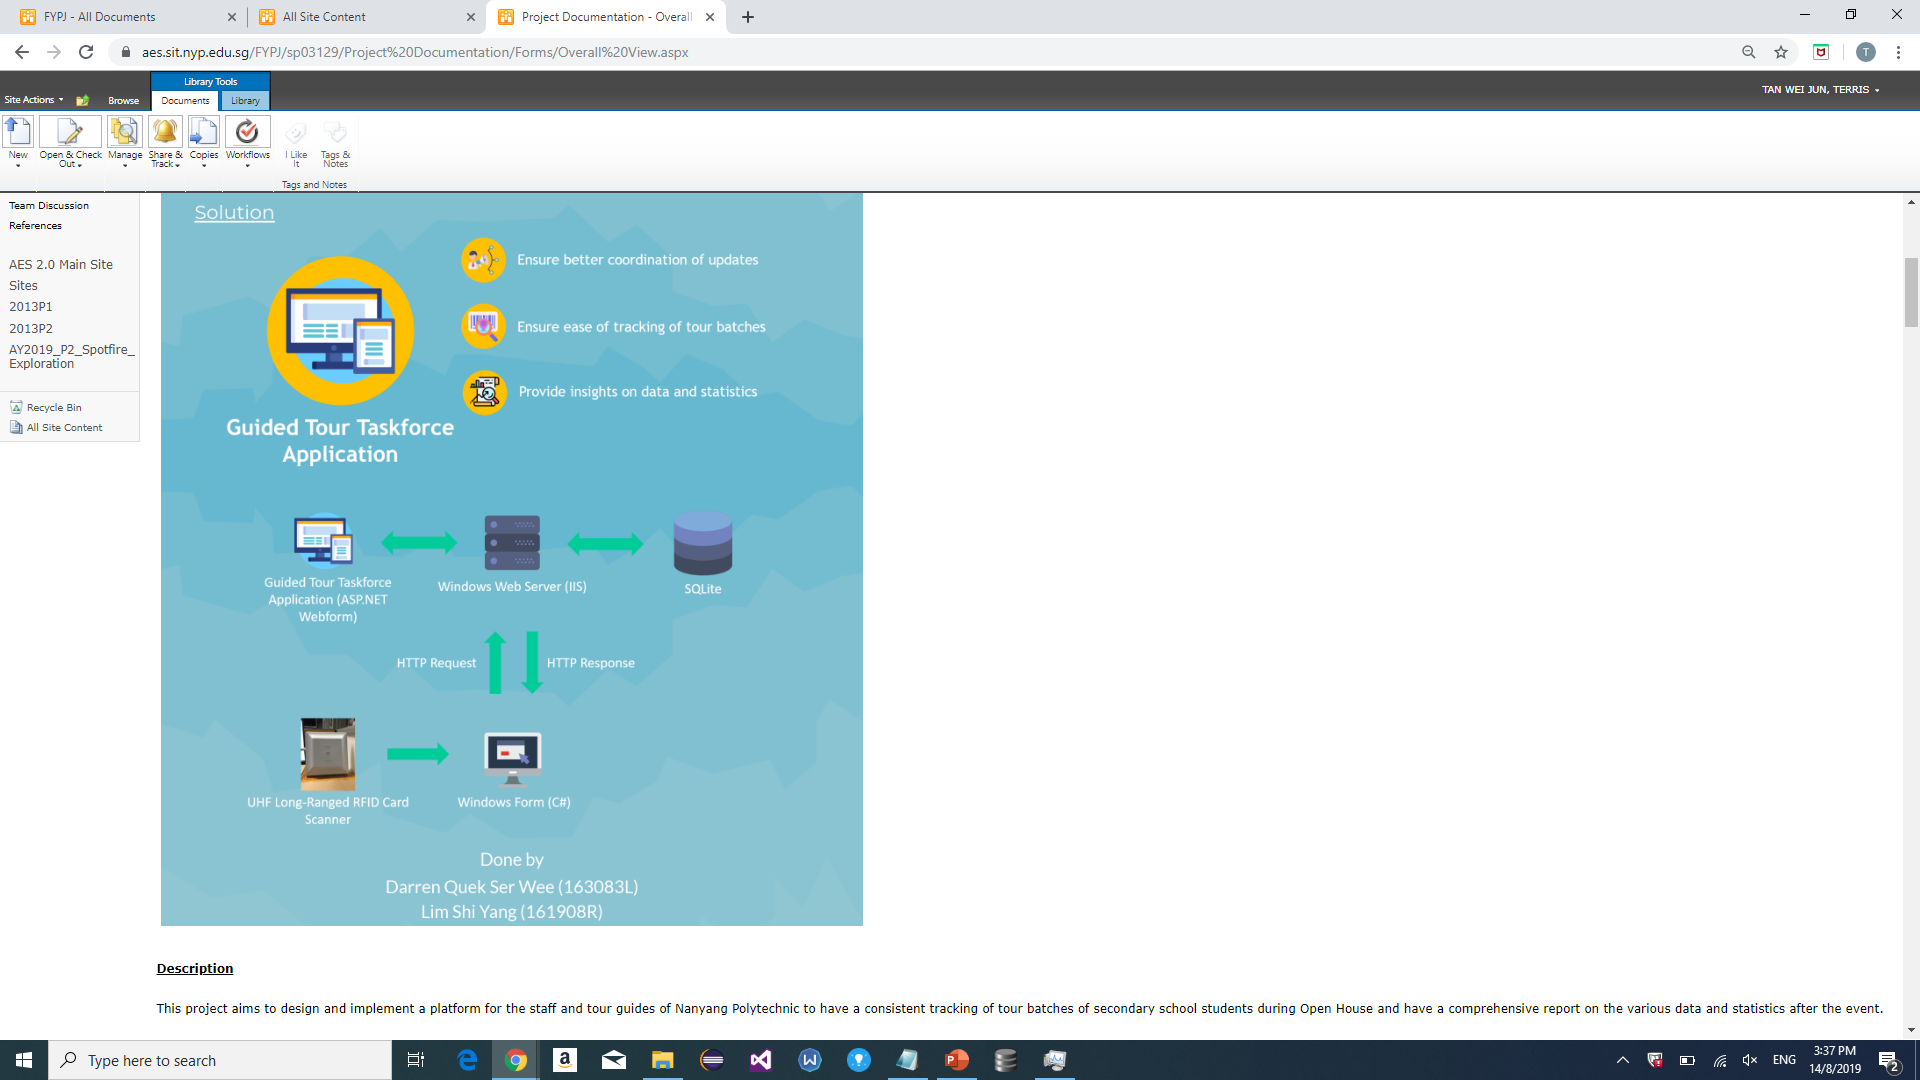 FYPJ - All Documents
All Site Content
Project Documentation - Overall
aes.sit.nyp.edu.sg/FYPJ/sp03129/Project%20Documentation/Forms/Overall%20View.aspx
T
Library Tools
Site Actions
Browse
Documents
Library
TAN WEI JUN, TERRIS
New
Open & Check
Out
Manage
Share &
Track
Copies
Workflows
I Like
It
Tags &
Notes
Tags and Notes
Team Discussion
References
AES 2.0 Main Site
Sites
2013P1
2013P2
AY2019_P2_Spotfire_
Exploration
Recycle Bin
All Site Content
Solution
Ensure better coordination of updates
Ensure ease of tracking of tour batches
Provide insights on data and statistics
Guided Tour Taskforce
Application
Guided Tour Taskforce
Application (ASP.NET
Webform)
Windows Web Server (IIS)
SQLite
HTTP Request
HTTP Response
UHF Long-Ranged RFID Card
Scanner
Windows Form (C#)
Done by
Darren Quek Ser Wee (163083L)
Lim Shi Yang (161908R)
Description
This project aims to design and implement a platform for the staff and tour guides of Nanyang Polytechnic to have a consistent tracking of tour batches of secondary school students during Open House and have a comprehensive report on the various data and statistics after the event.
Type here to search
ENG
3:37 PM
14/8/2019
2